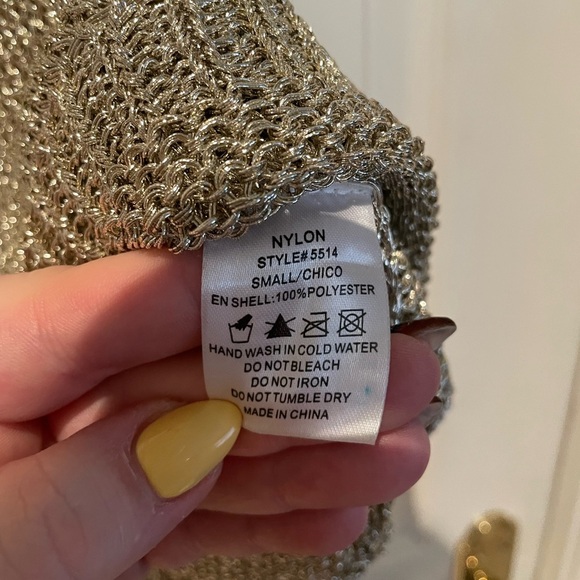 NYLON
STYLE#5514
SMALL/CHICO
EN SHELL:100%POLYESTER
HAND WASH IN COLD WATER
DO NOT BLEACH
DO NOT IRON
DO NOT TUMBLE DRY
MADE IN CHINA